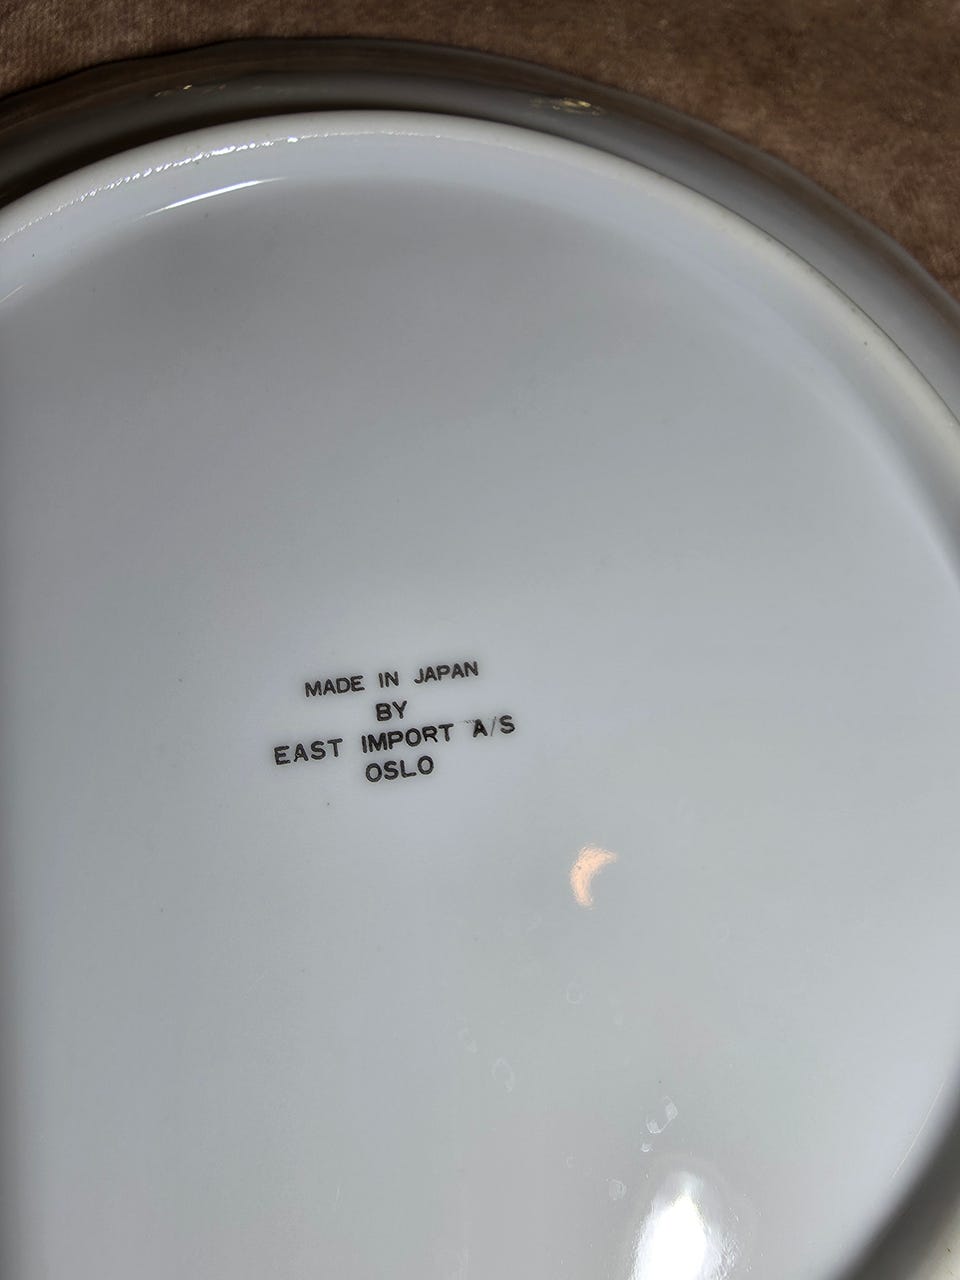 MADE IN JAPAN
BY
EAST IMPORT A/S
OSLO